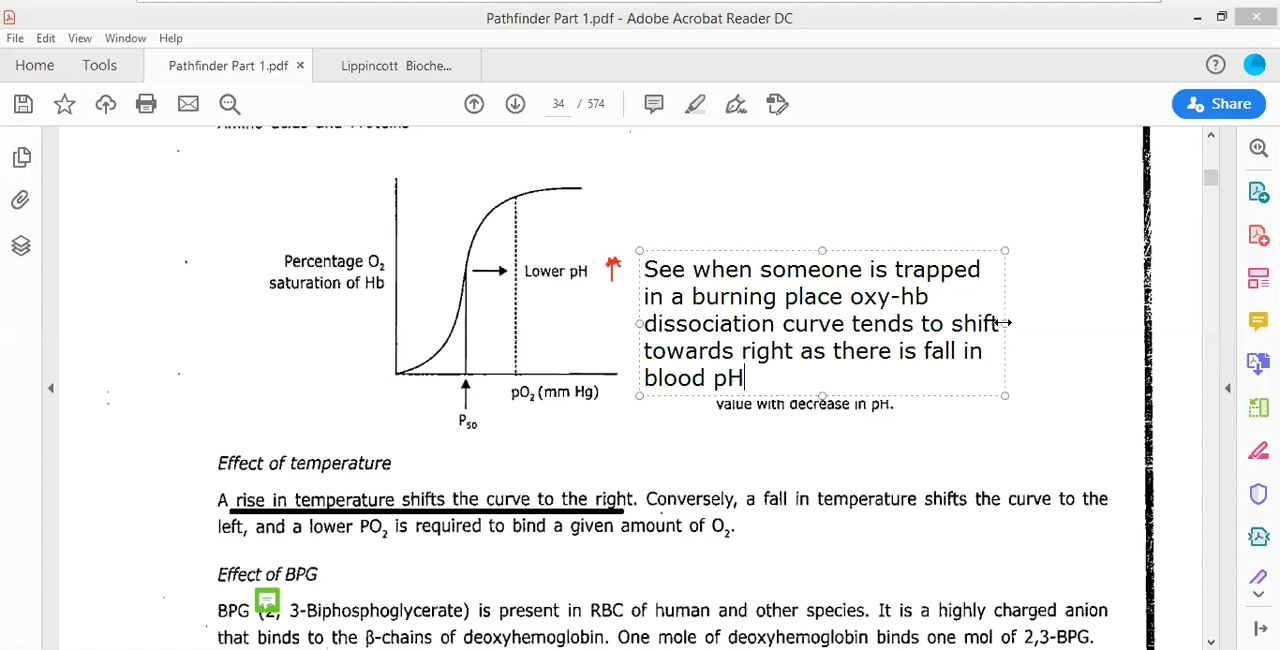 Pathfinder Part 1.pdf - Adobe Acrobat Reader DC
File Edit View Window Help
Home Tools Pathfinder Part 1.pdf × Lippincott Bioche...
34 / 574
Share
Amino acids and Proteins
Percentage O₂
saturation of Hb
Lower pH
pO₂ (mm Hg)
P₅₀
See when someone is trapped
in a burning place oxy-hb
dissociation curve tends to shift
towards right as there is fall in
blood pH
value with decrease in pH.
Effect of temperature
A rise in temperature shifts the curve to the right. Conversely, a fall in temperature shifts the curve to the
left, and a lower PO₂ is required to bind a given amount of O₂.
Effect of BPG
BPG (2, 3-Biphosphoglycerate) is present in RBC of human and other species. It is a highly charged anion
that binds to the β-chains of deoxyhemoglobin. One mole of deoxyhemoglobin binds one mol of 2,3-BPG.